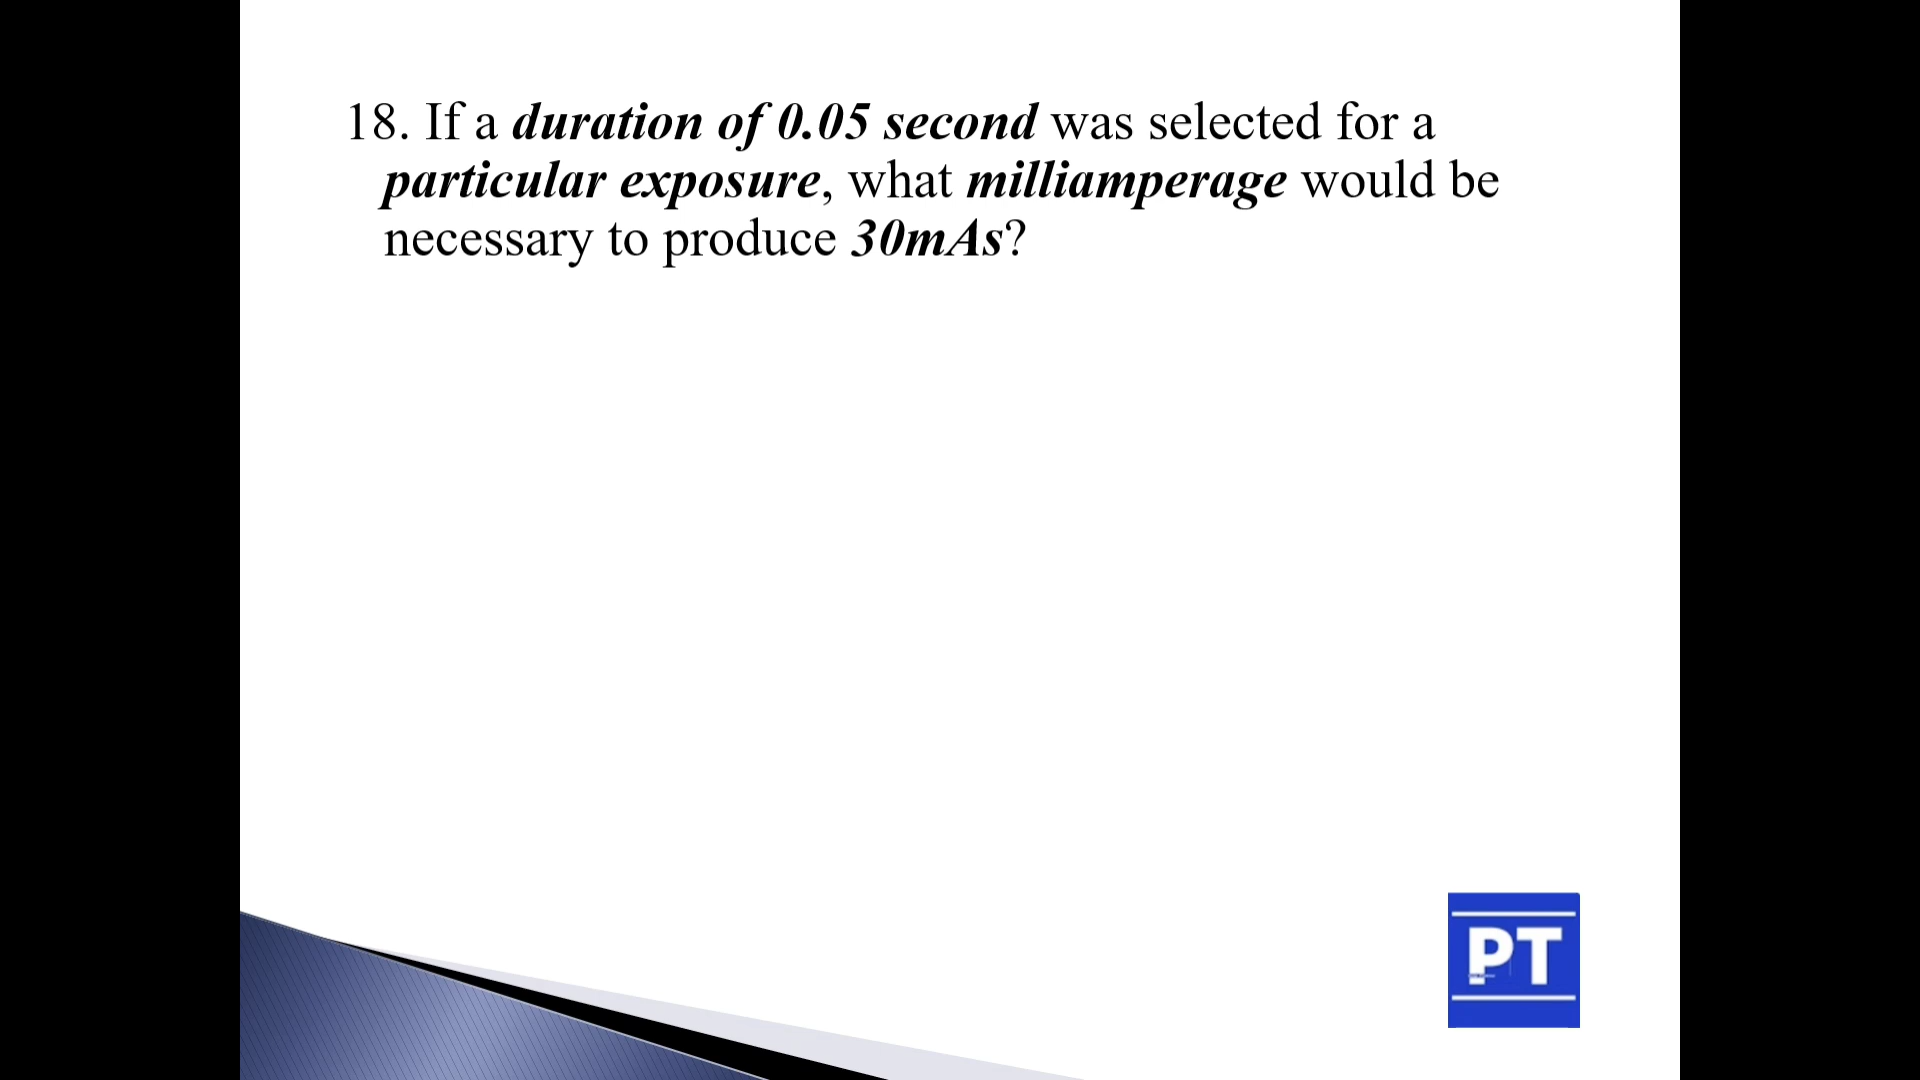 18. If a duration of 0.05 second was selected for a
particular exposure, what milliamperage would be
necessary to produce 30mAs?
PT